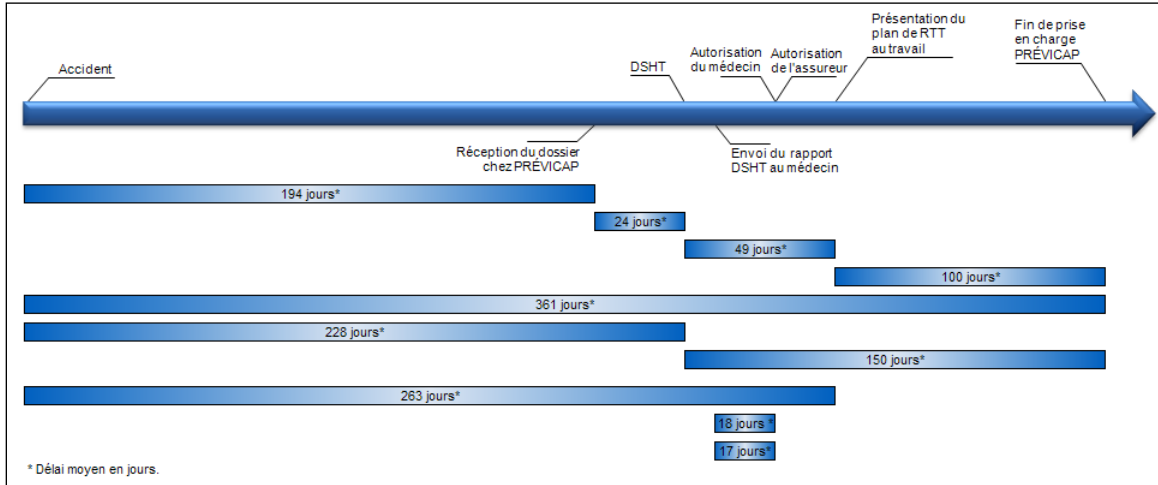 Accident
DSHT
Autorisation
du médecin
Autorisation
de l'assureur
Présentation du
plan de RTT
au travail
Fin de prise
en charge
PRÉVICAP
Réception du dossier
chez PRÉVICAP
Envoi du rapport
DSHT au médecin
194 jours*
24 jours*
49 jours*
100 jours*
361 jours*
228 jours*
150 jours*
263 jours*
18 jours *
17 jours*
* Délai moyen en jours.